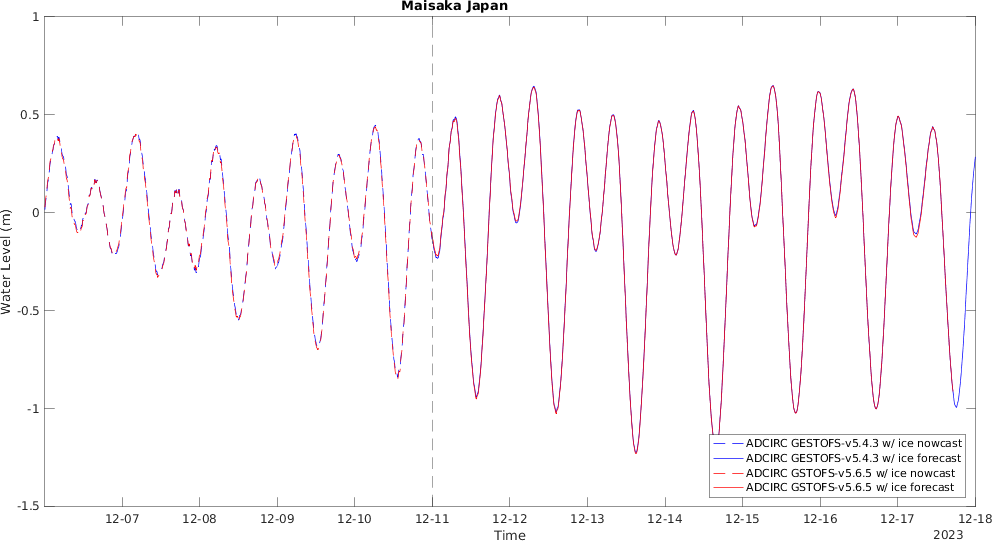 Maisaka Japan
1
0.5
0
-0.5
-1
-1.5
Water Level (m)
12-07 12-08 12-09 12-10 12-11 12-12 12-13 12-14 12-15 12-16 12-17 12-18
Time
2023
ADCIRC GESTOFS-v5.4.3 w/ ice nowcast
ADCIRC GESTOFS-v5.4.3 w/ ice forecast
ADCIRC GSTOFS-v5.6.5 w/ ice nowcast
ADCIRC GSTOFS-v5.6.5 w/ ice forecast